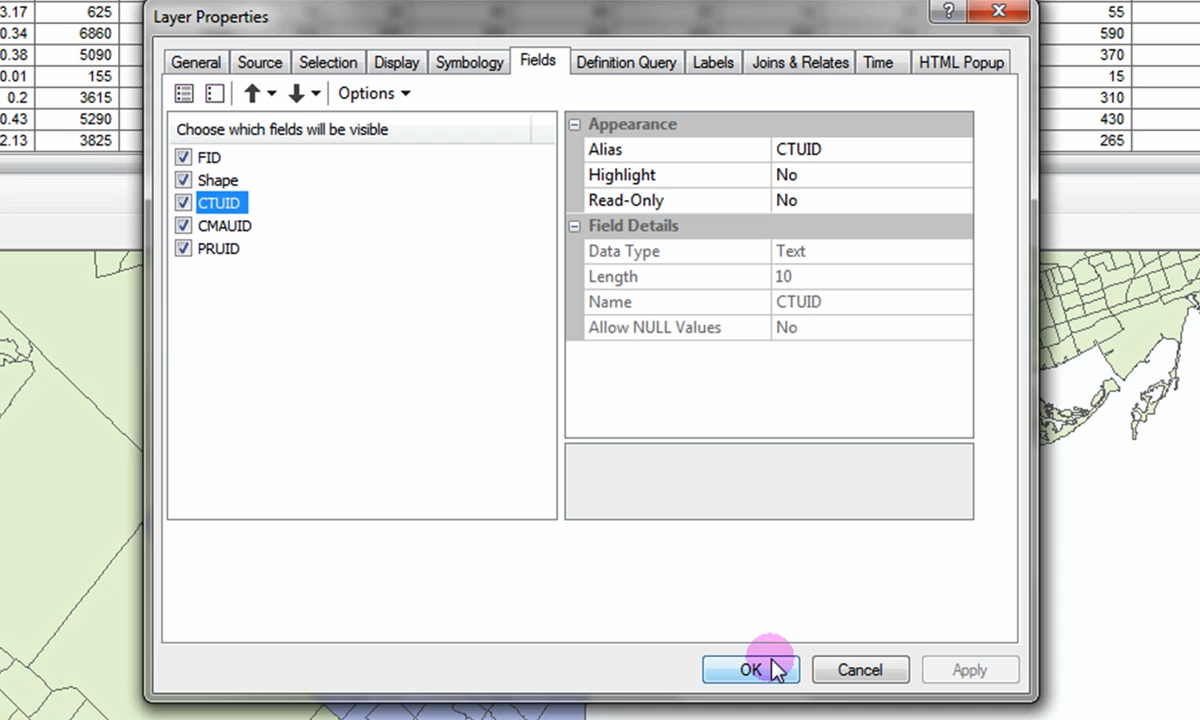 3.17 625 55
0.34 6860 590
0.38 5090 370
0.01 155 15
0.2 3615 310
0.43 5290 430
2.13 3825 265
Layer Properties
?
General Source Selection Display Symbology Fields Definition Query Labels Joins & Relates Time HTML Popup
Options
Choose which fields will be visible
FID
Shape
CTUID
CMAUID
PRUID
Appearance
Alias CTUID
Highlight No
Read-Only No
Field Details
Data Type Text
Length 10
Name CTUID
Allow NULL Values No
OK Cancel Apply